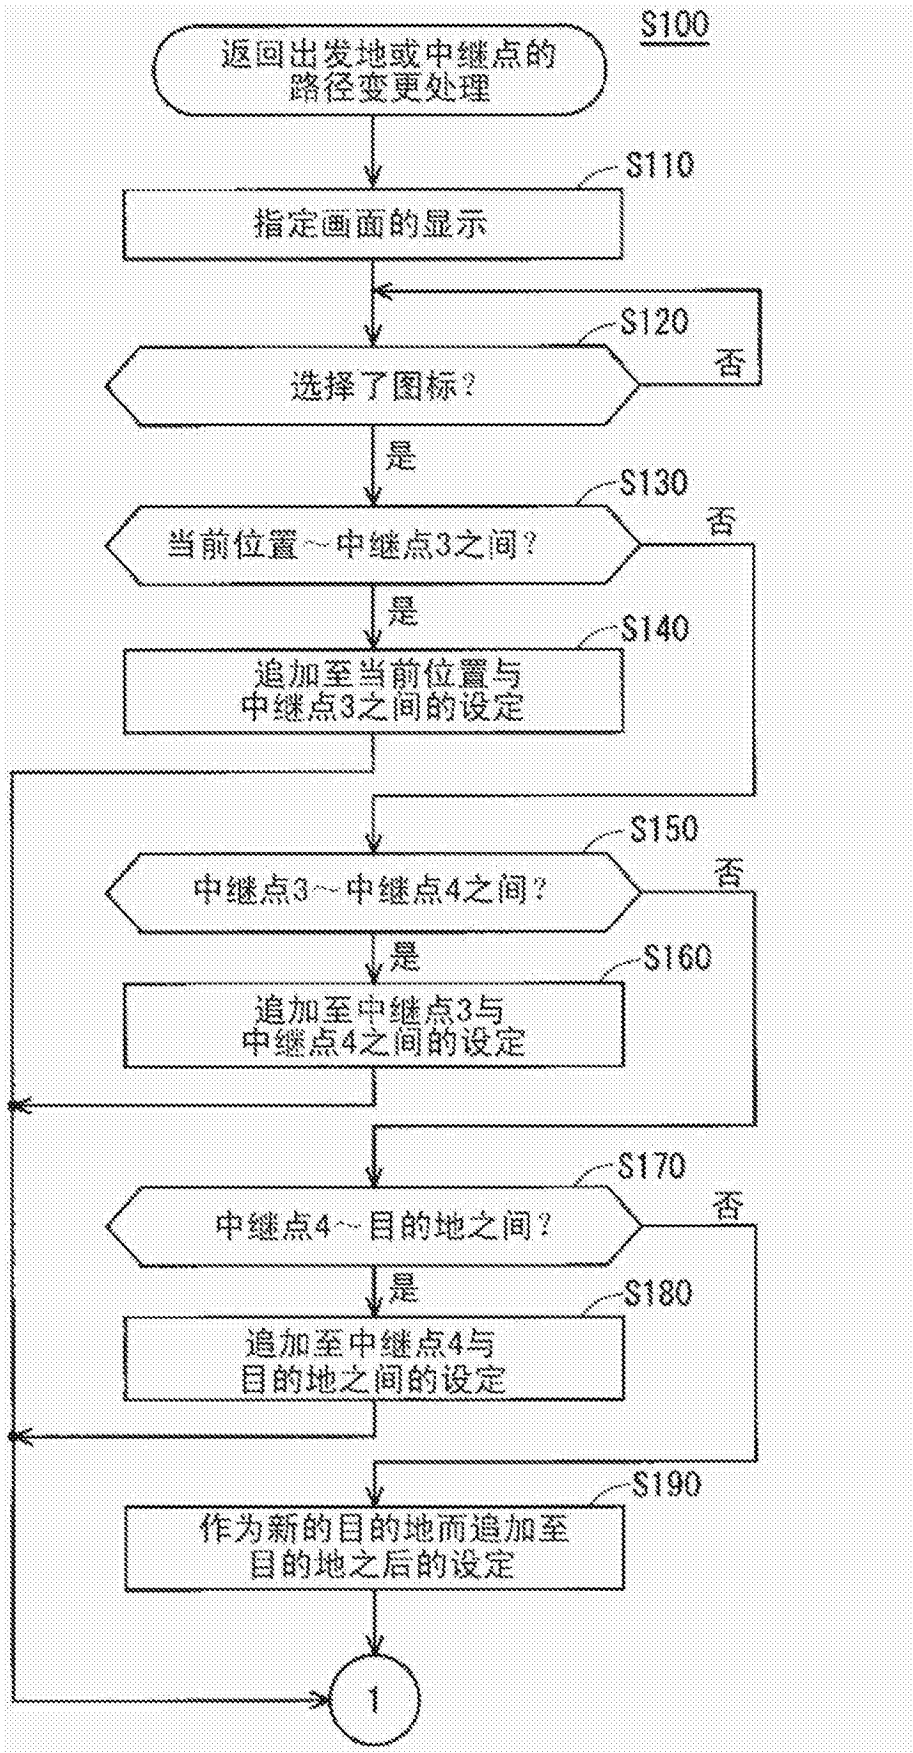 S100
返回出发地或中继点的
路径变更处理
S110
指定画面的显示
S120
选择了图标?
否
是
S130
当前位置~中继点3之间?
否
是
S140
追加至当前位置与
中继点3之间的设定
S150
中继点3~中继点4之间?
否
是
S160
追加至中继点3与
中继点4之间的设定
S170
中继点4~目的地之间?
否
是
S180
追加至中继点4与
目的地之间的设定
S190
作为新的目的地而追加至
目的地之后的设定
1